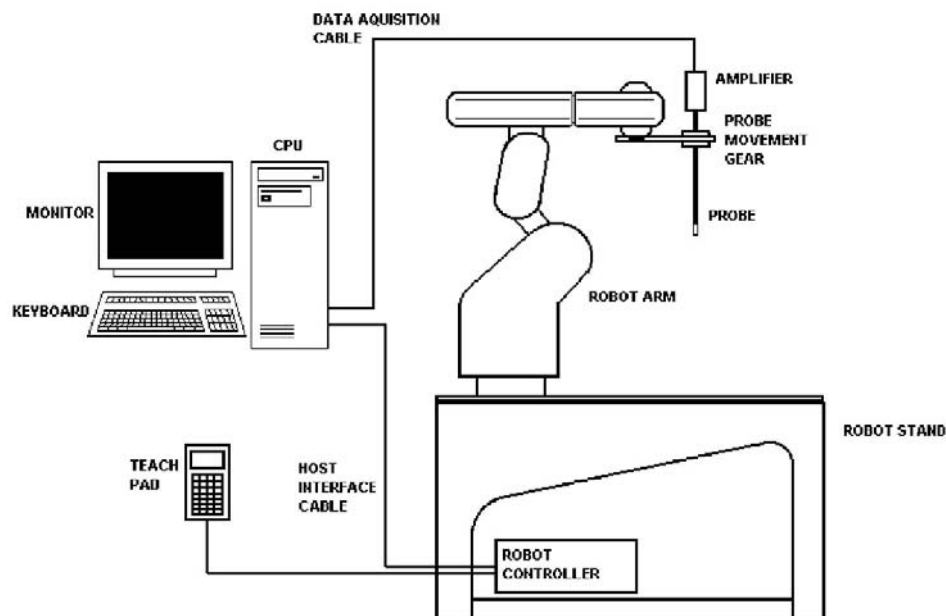 DATA AQUISITION
CABLE
AMPLIFIER
PROBE
MOVEMENT
GEAR
CPU
MONITOR
PROBE
KEYBOARD
ROBOT ARM
ROBOT STAND
TEACH
PAD
HOST
INTERFACE
CABLE
ROBOT
CONTROLLER